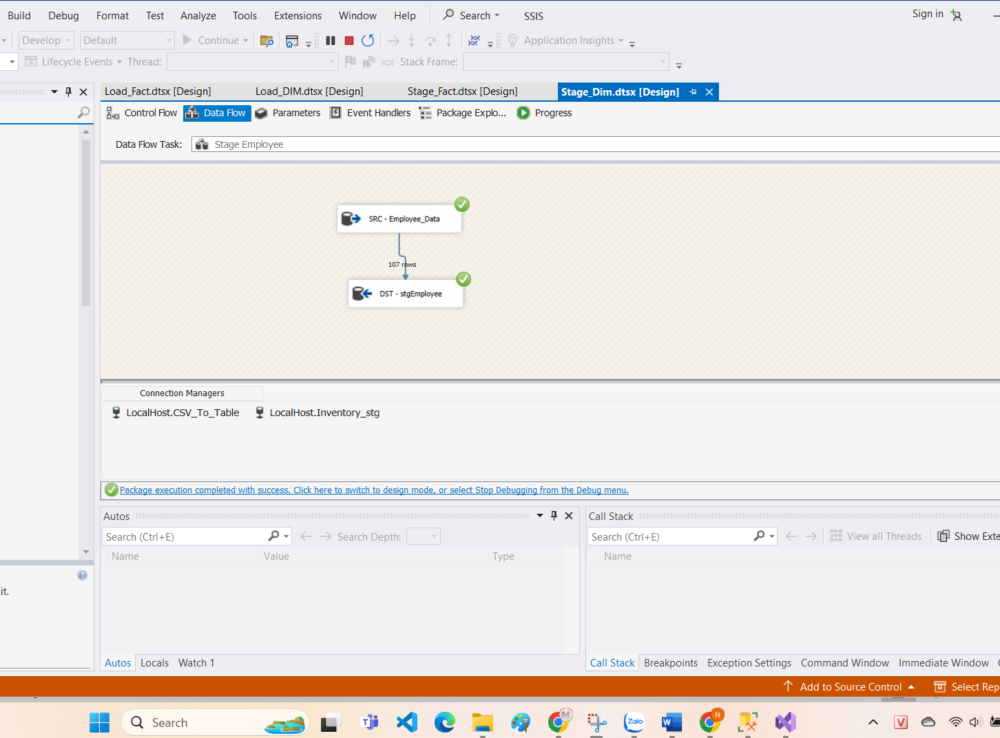 Build Debug Format Test Analyze Tools Extensions Window Help Search SSIS Sign in
Develop Default Continue Application Insights
Lifecycle Events Thread: Stack Frame:
Load_Fact.dtsx [Design] Load_DIM.dtsx [Design] Stage_Fact.dtsx [Design] Stage_Dim.dtsx [Design]
Control Flow Data Flow Parameters Event Handlers Package Explo... Progress
Data Flow Task: Stage Employee
SRC - Employee_Data
107 rows
DST - stgEmployee
Connection Managers
LocalHost.CSV_To_Table LocalHost.Inventory_stg
Package execution completed with success. Click here to switch to design mode, or select Stop Debugging from the Debug menu.
it.
Autos
Search (Ctrl+E) Search Depth:
Name Value Type
Autos Locals Watch 1
Call Stack
Search (Ctrl+E) View all Threads Show Exte
Name
Call Stack Breakpoints Exception Settings Command Window Immediate Window
Add to Source Control Select Rep
Search
Zalo